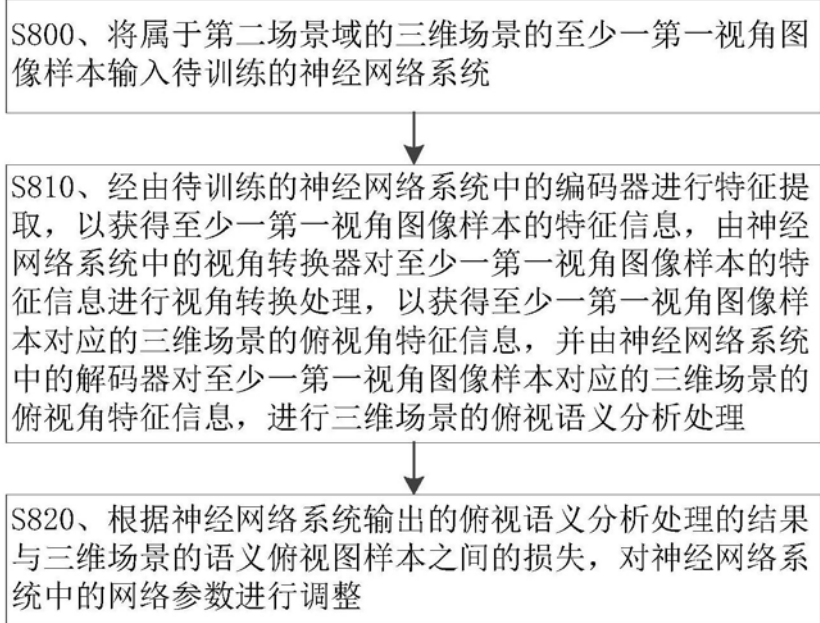 S800、将属于第二场景域的三维场景的至少一第一视角图
像样本输入待训练的神经网络系统
S810、经由待训练的神经网络系统中的编码器进行特征提
取，以获得至少一第一视角图像样本的特征信息，由神经
网络系统中的视角转换器对至少一第一视角图像样本的特
征信息进行视角转换处理，以获得至少一第一视角图像样
本对应的三维场景的俯视角特征信息，并由神经网络系统
中的解码器对至少一第一视角图像样本对应的三维场景的
俯视角特征信息，进行三维场景的俯视语义分析处理
S820、根据神经网络系统输出的俯视语义分析处理的结果
与三维场景的语义俯视图样本之间的损失，对神经网络系
统中的网络参数进行调整